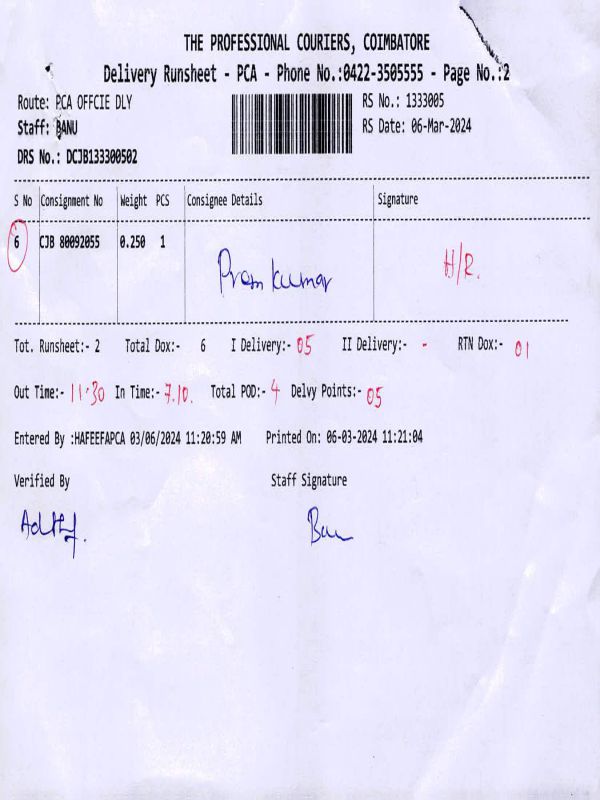 THE PROFESSIONAL COURIERS, COIMBATORE
Delivery Runsheet - PCA - Phone No.:0422-3505555 - Page No.:2
Route: PCA OFFCIE DLY RS No.: 1333005
Staff: BANU RS Date: 06-Mar-2024
DRS No.: DCJB133300502
S No Consignment No Weight PCS Consignee Details Signature
6 CJB 80092055 0.250 1 Prem kumar H/R.
Tot. Runsheet:- 2 Total Dox:- 6 I Delivery:- 05 II Delivery:- - RTN Dox:- 01
Out Time:- 11.30 In Time:- 7.10. Total POD:- 4 Delvy Points:- 05
Entered By :HAFEEFAPCA 03/06/2024 11:20:59 AM Printed On: 06-03-2024 11:21:04
Verified By Staff Signature